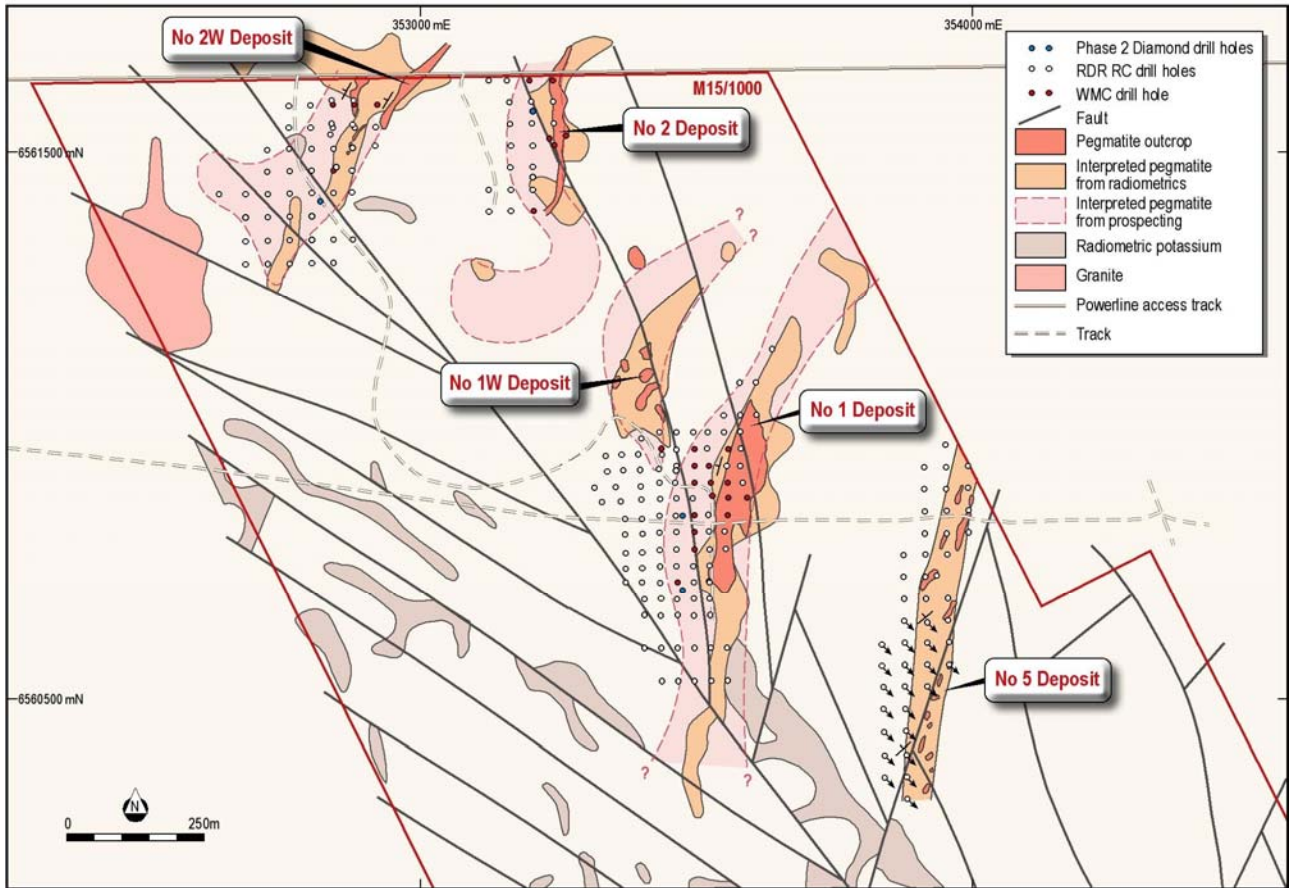 353000 mE
354000 mE
No 2W Deposit
M15/1000
No 2 Deposit
6561500 mN
Phase 2 Diamond drill holes
RDR RC drill holes
WMC drill hole
Fault
Pegmatite outcrop
Interpreted pegmatite
from radiometrics
Interpreted pegmatite
from prospecting
Radiometric potassium
Granite
Powerline access track
Track
?
?
No 1W Deposit
No 1 Deposit
No 5 Deposit
6560500 mN
?
?
N
0
250m